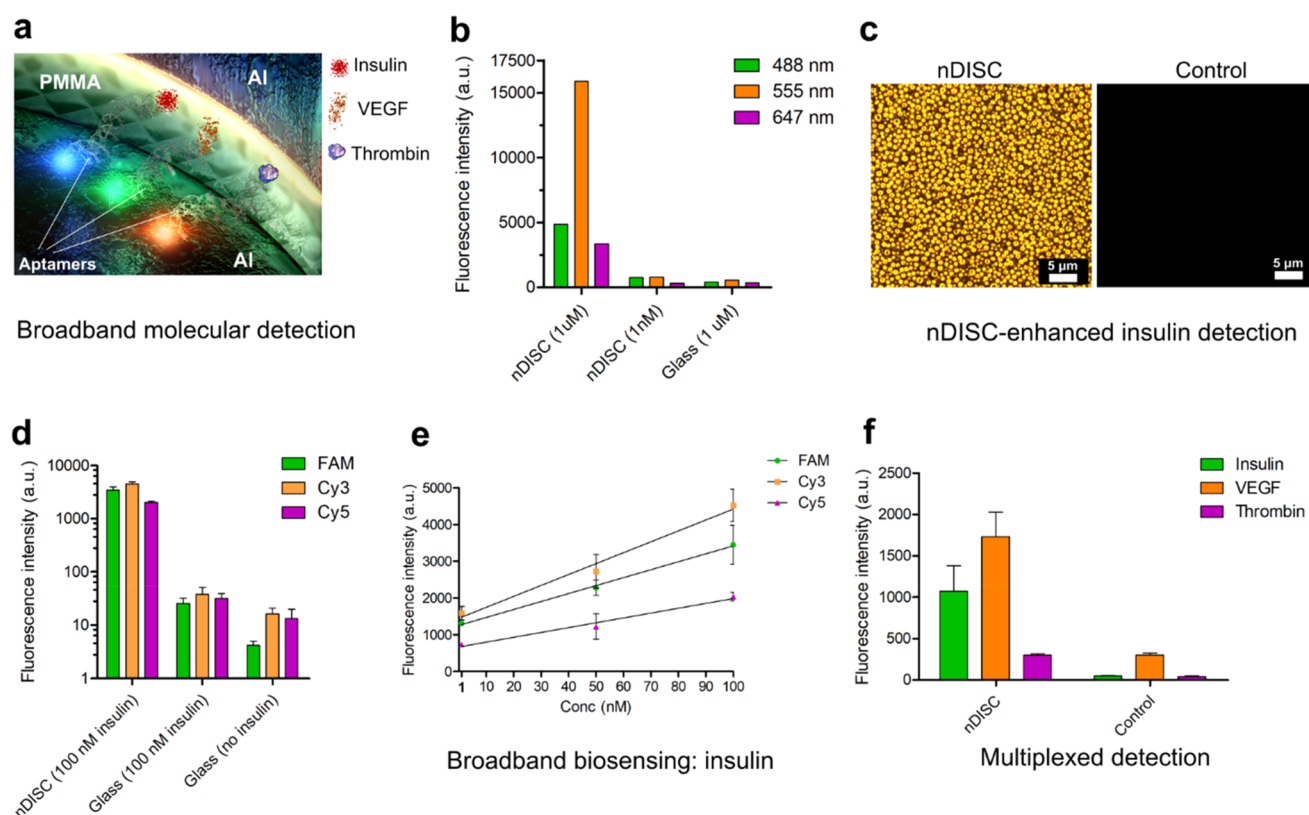 a
PMMA
Al
Insulin
VEGF
Thrombin
Aptamers
Al
Broadband molecular detection
b
Fluorescence intensity (a.u.)
17500
15000
10000
5000
0
488 nm
555 nm
647 nm
nDISC (1uM)
nDISC (1nM)
Glass (1 uM)
c
nDISC
Control
5 µm
5 µm
nDISC-enhanced insulin detection
d
Fluorescence intensity (a.u.)
10000
1000
100
10
1
FAM
Cy3
Cy5
nDISC (100 nM insulin)
Glass (100 nM insulin)
Glass (no insulin)
e
Fluorescence intensity (a.u.)
5000
4000
3000
2000
1000
0
FAM
Cy3
Cy5
1 10 20 30 40 50 60 70 80 90 100
Conc (nM)
Broadband biosensing: insulin
f
Fluorescence intensity (a.u.)
2500
2000
1500
1000
500
0
Insulin
VEGF
Thrombin
nDISC
Control
Multiplexed detection